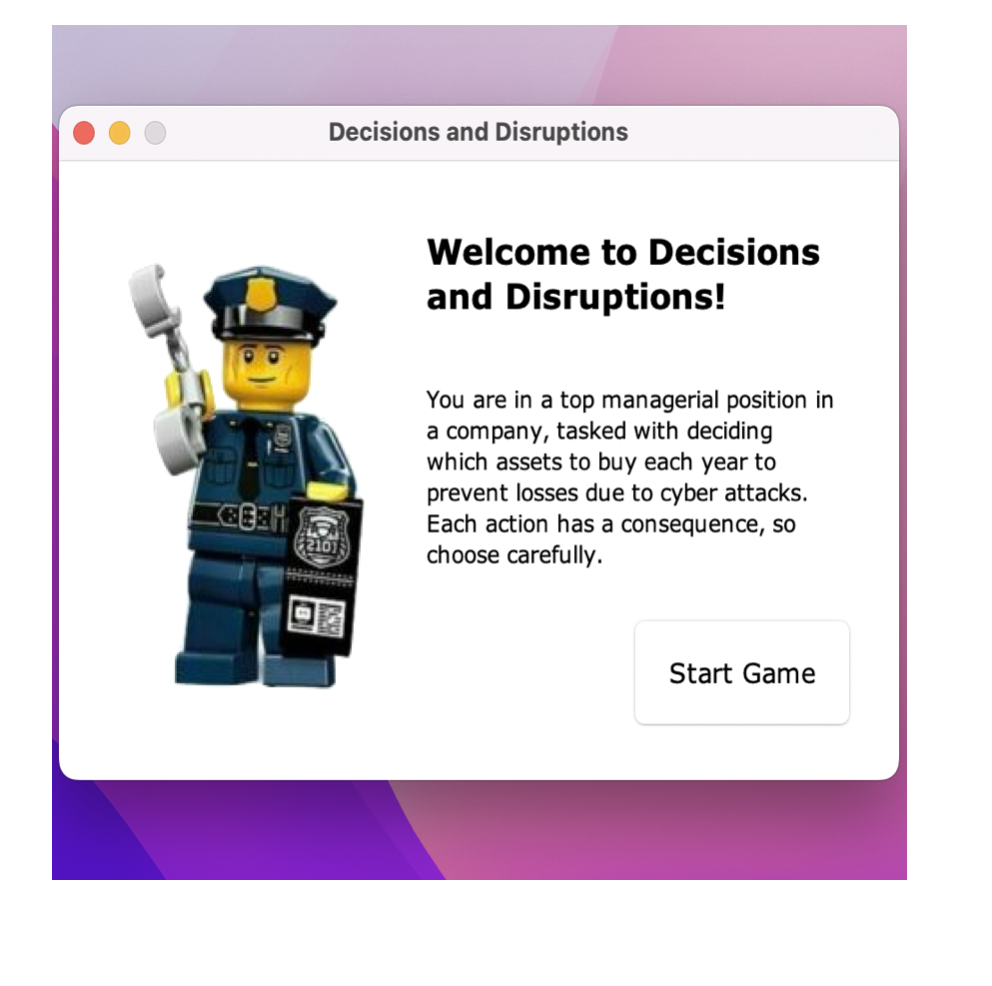 Decisions and Disruptions
Welcome to Decisions
and Disruptions!
You are in a top managerial position in
a company, tasked with deciding
which assets to buy each year to
prevent losses due to cyber attacks.
Each action has a consequence, so
choose carefully.
2101
Start Game